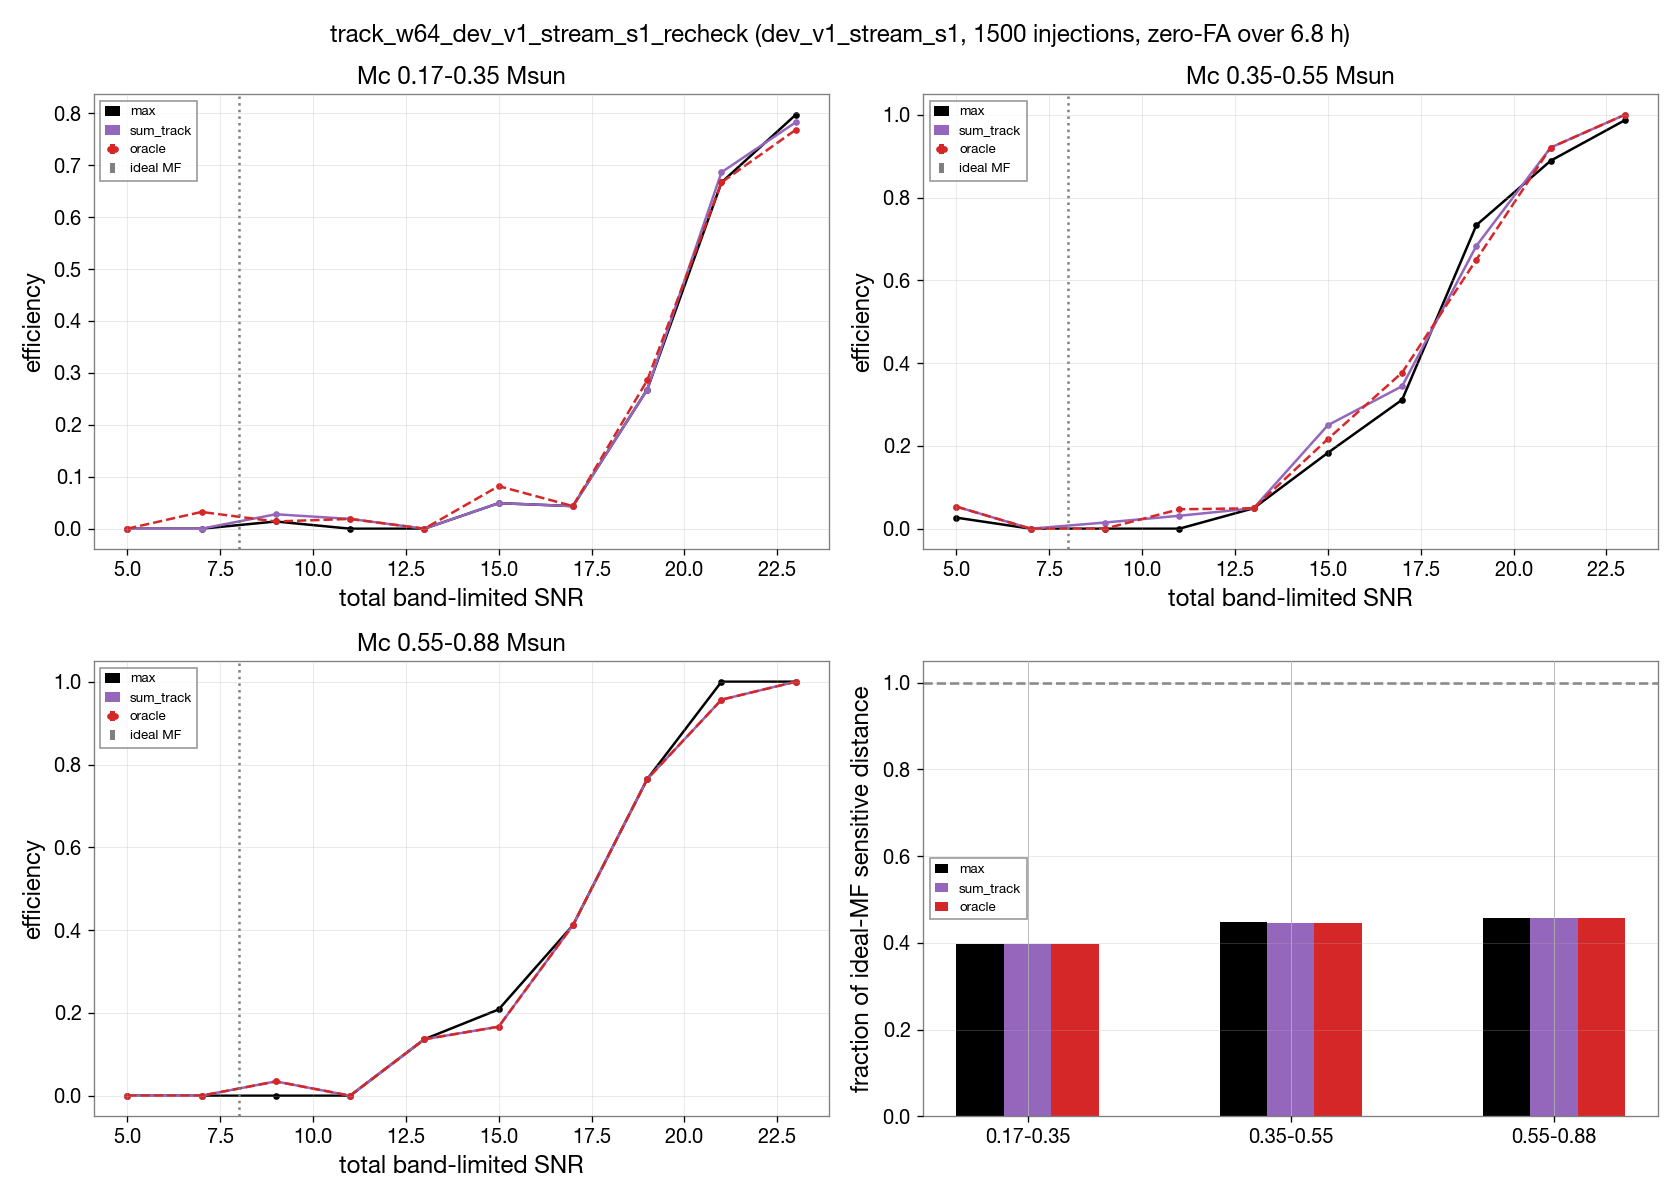 track_w64_dev_v1_stream_s1_recheck (dev_v1_stream_s1, 1500 injections, zero-FA over 6.8 h)
Mc 0.17-0.35 Msun
max
sum_track
oracle
ideal MF
efficiency
0.8
0.7
0.6
0.5
0.4
0.3
0.2
0.1
0.0
5.0 7.5 10.0 12.5 15.0 17.5 20.0 22.5
total band-limited SNR
Mc 0.35-0.55 Msun
max
sum_track
oracle
ideal MF
efficiency
1.0
0.8
0.6
0.4
0.2
0.0
5.0 7.5 10.0 12.5 15.0 17.5 20.0 22.5
total band-limited SNR
Mc 0.55-0.88 Msun
max
sum_track
oracle
ideal MF
efficiency
1.0
0.8
0.6
0.4
0.2
0.0
5.0 7.5 10.0 12.5 15.0 17.5 20.0 22.5
total band-limited SNR
fraction of ideal-MF sensitive distance
1.0
0.8
0.6
0.4
0.2
0.0
max
sum_track
oracle
0.17-0.35 0.35-0.55 0.55-0.88